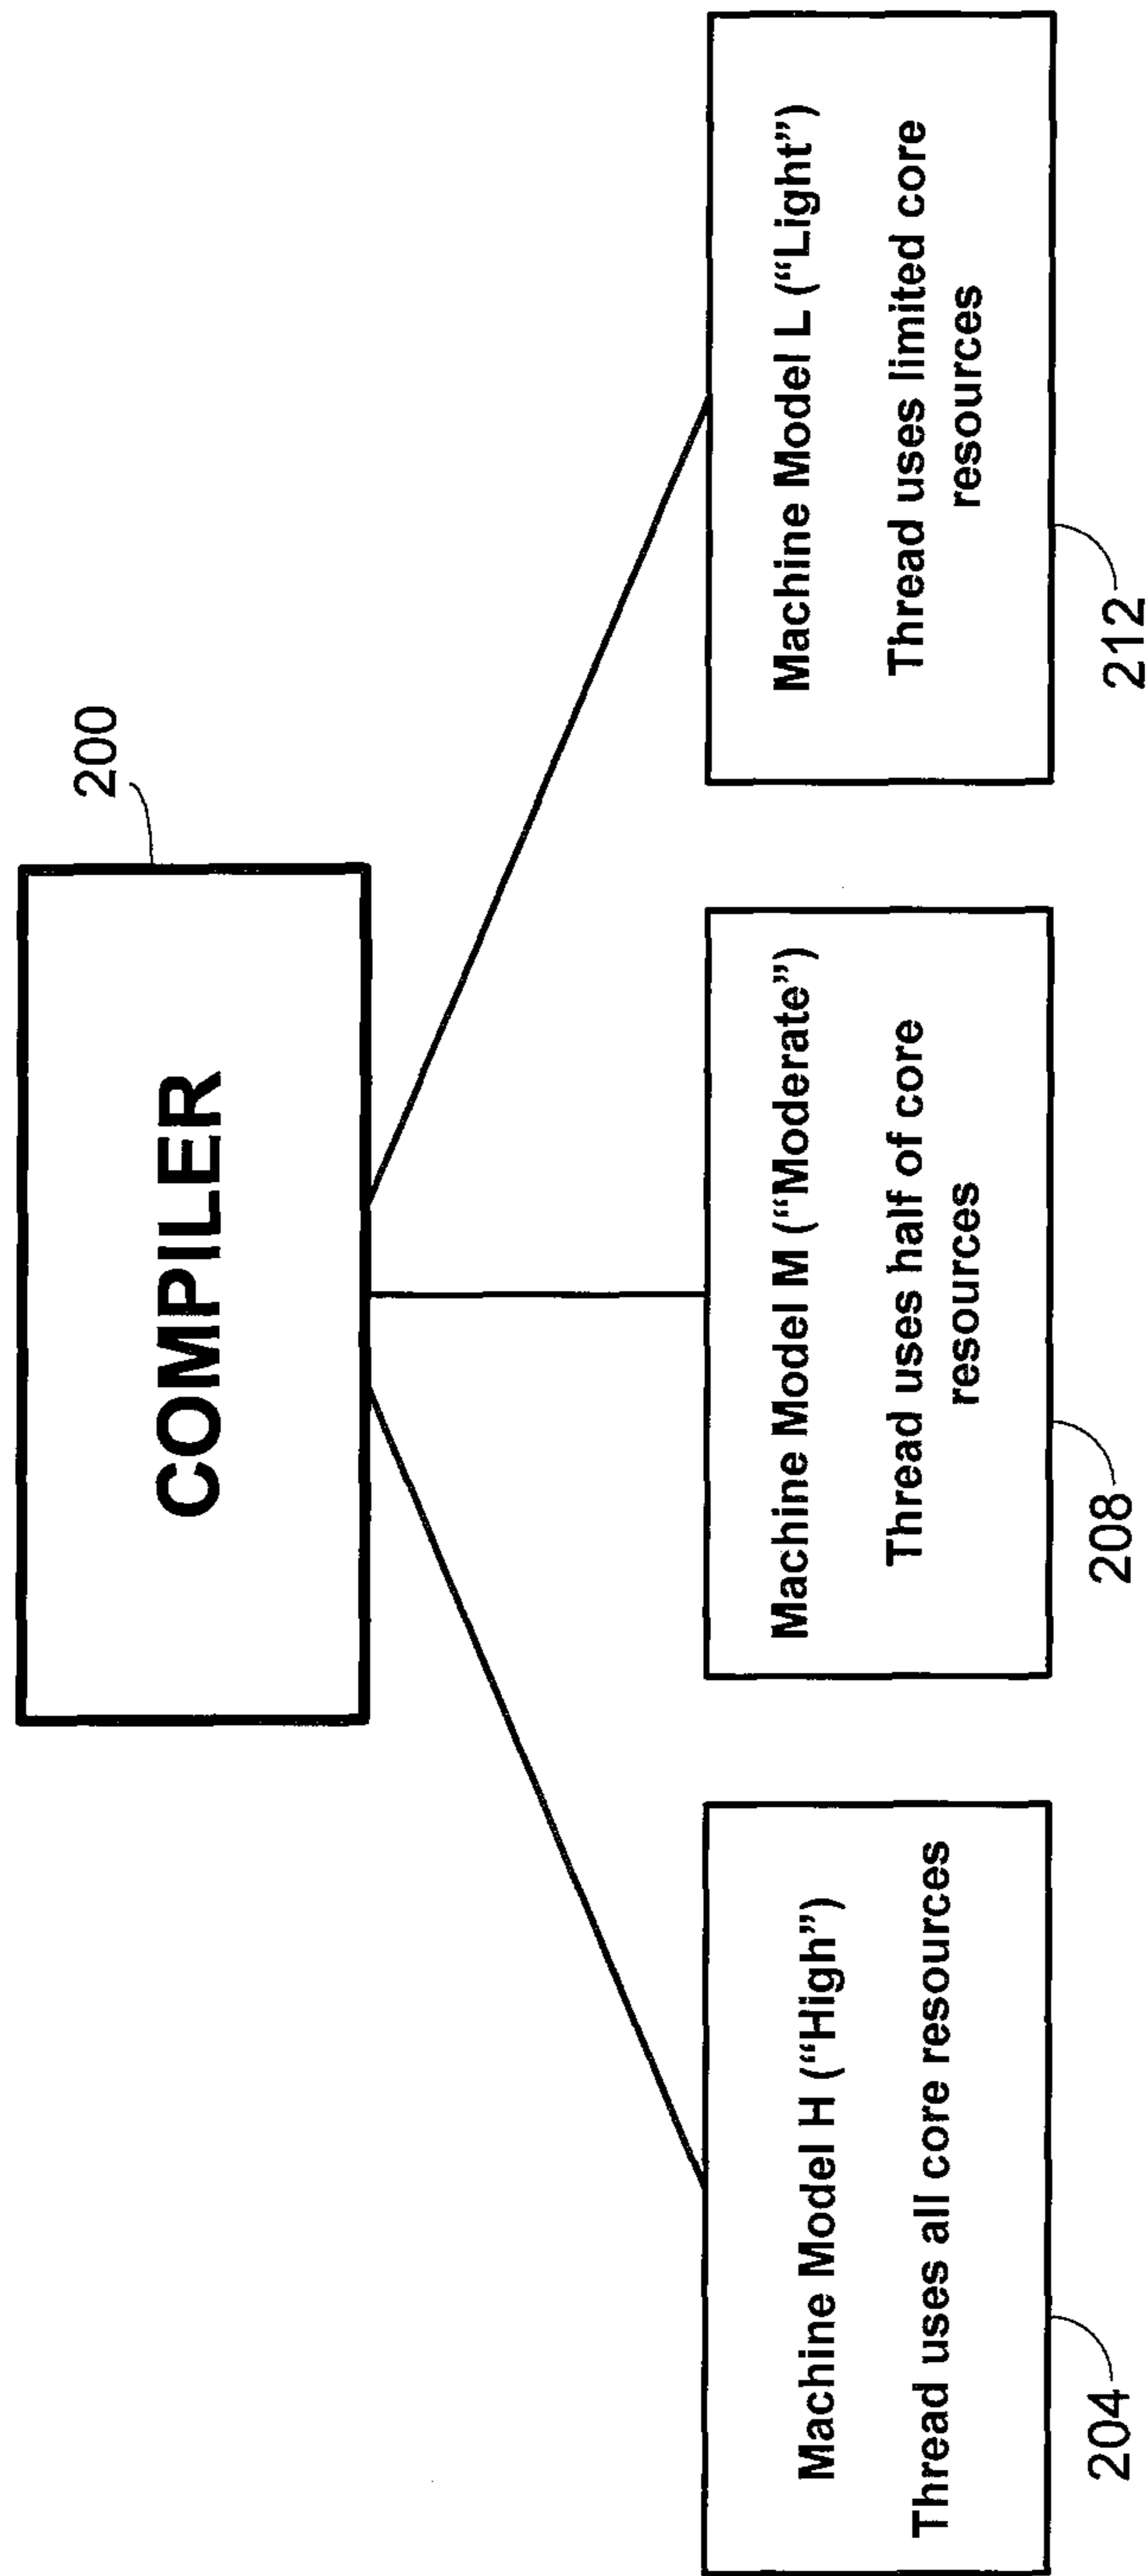 COMPILER
200
Machine Model H (“High”)
Thread uses all core resources
204
Machine Model M (“Moderate”)
Thread uses half of core
resources
208
Machine Model L (“Light”)
Thread uses limited core
resources
212